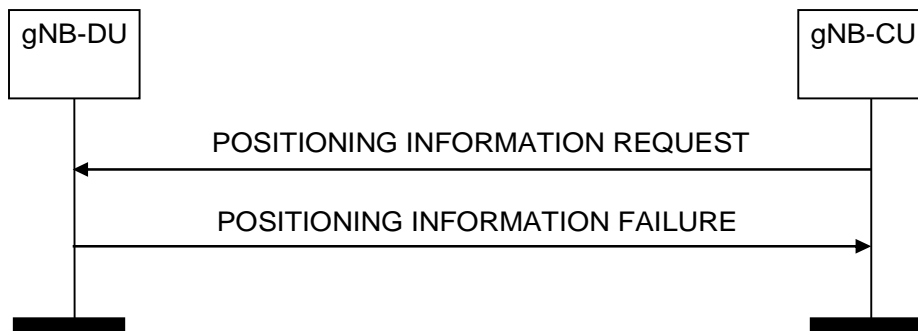 gNB-DU
gNB-CU
POSITIONING INFORMATION REQUEST
POSITIONING INFORMATION FAILURE